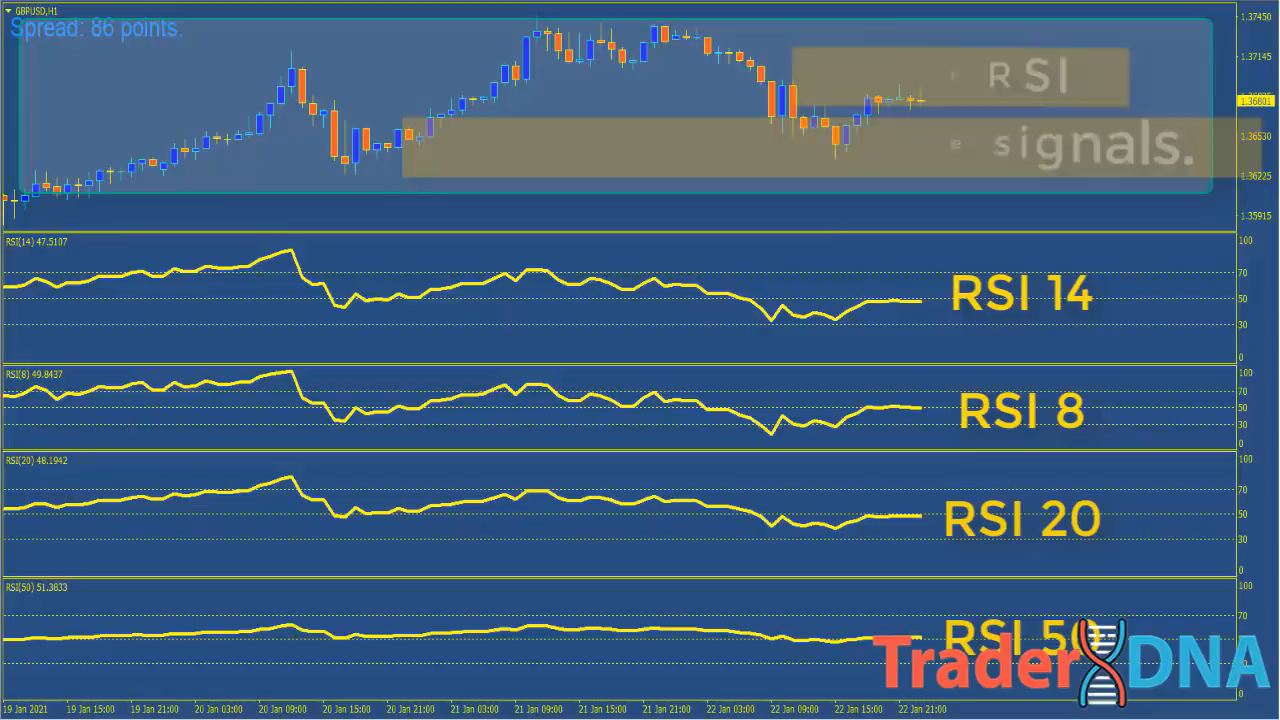 GBPUSD,H1
Spread: 86 points.
1.37450
1.37145
1.36801
1.36530
1.36225
1.35915
RSI
e signals.
RSI(14) 47.5107
100
70
50
30
0
RSI 14
RSI(8) 49.8437
100
70
50
30
0
RSI 8
RSI(20) 48.1942
100
70
50
30
0
RSI 20
RSI(50) 51.3833
100
70
0
RSI 50
TraderDNA
19 Jan 2021 19 Jan 15:00 19 Jan 21:00 20 Jan 03:00 20 Jan 09:00 20 Jan 15:00 20 Jan 21:00 21 Jan 03:00 21 Jan 09:00 21 Jan 15:00 21 Jan 21:00 22 Jan 03:00 22 Jan 09:00 22 Jan 15:00 22 Jan 21:00